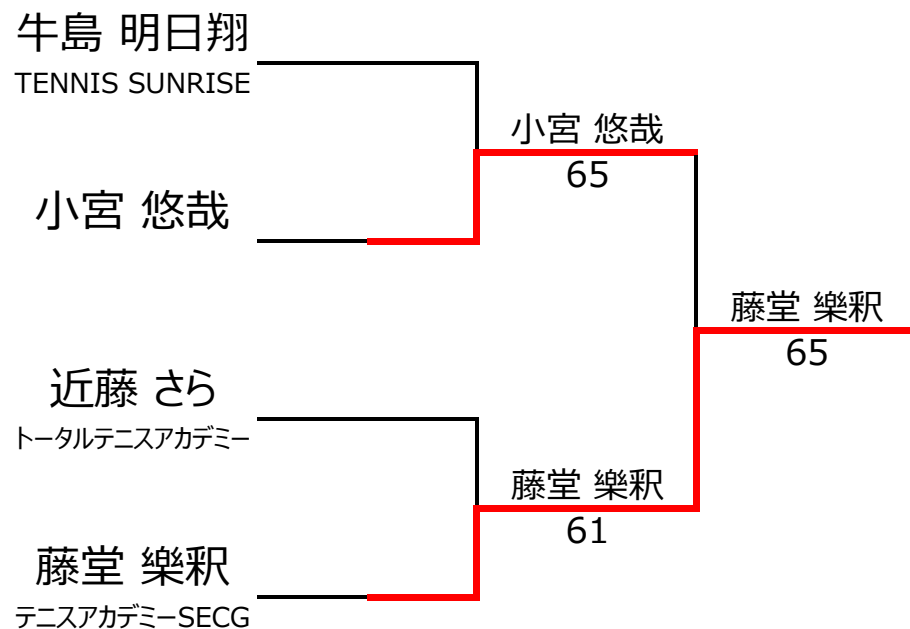 牛島 明日翔
TENNIS SUNRISE
小宮 悠哉
65
小宮 悠哉
藤堂 樂釈
65
近藤 さら
トータルテニスアカデミー
藤堂 樂釈
61
藤堂 樂釈
テニスアカデミーSECG